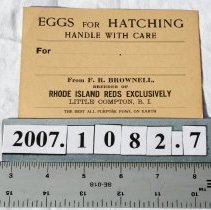 EGGS FOR HATCHING
HANDLE WITH CARE
For
From F. R. BROWNELL,
BREEDER OF
RHODE ISLAND REDS EXCLUSIVELY
LITTLE COMPTON, R. I.
THE BEST ALL PURPOSE FOWL ON EARTH
2007.1082.7